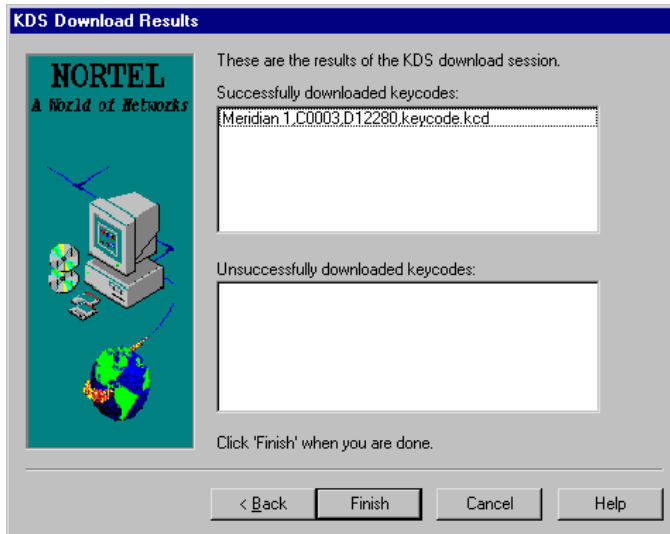 KDS Download Results
NORTEL
A World of Networks
These are the results of the KDS download session.
Successfully downloaded keycodes:
Meridian 1,C0003,D12280,keycode.kcd
Unsuccessfully downloaded keycodes:
Click 'Finish' when you are done.
< Back
Finish
Cancel
Help